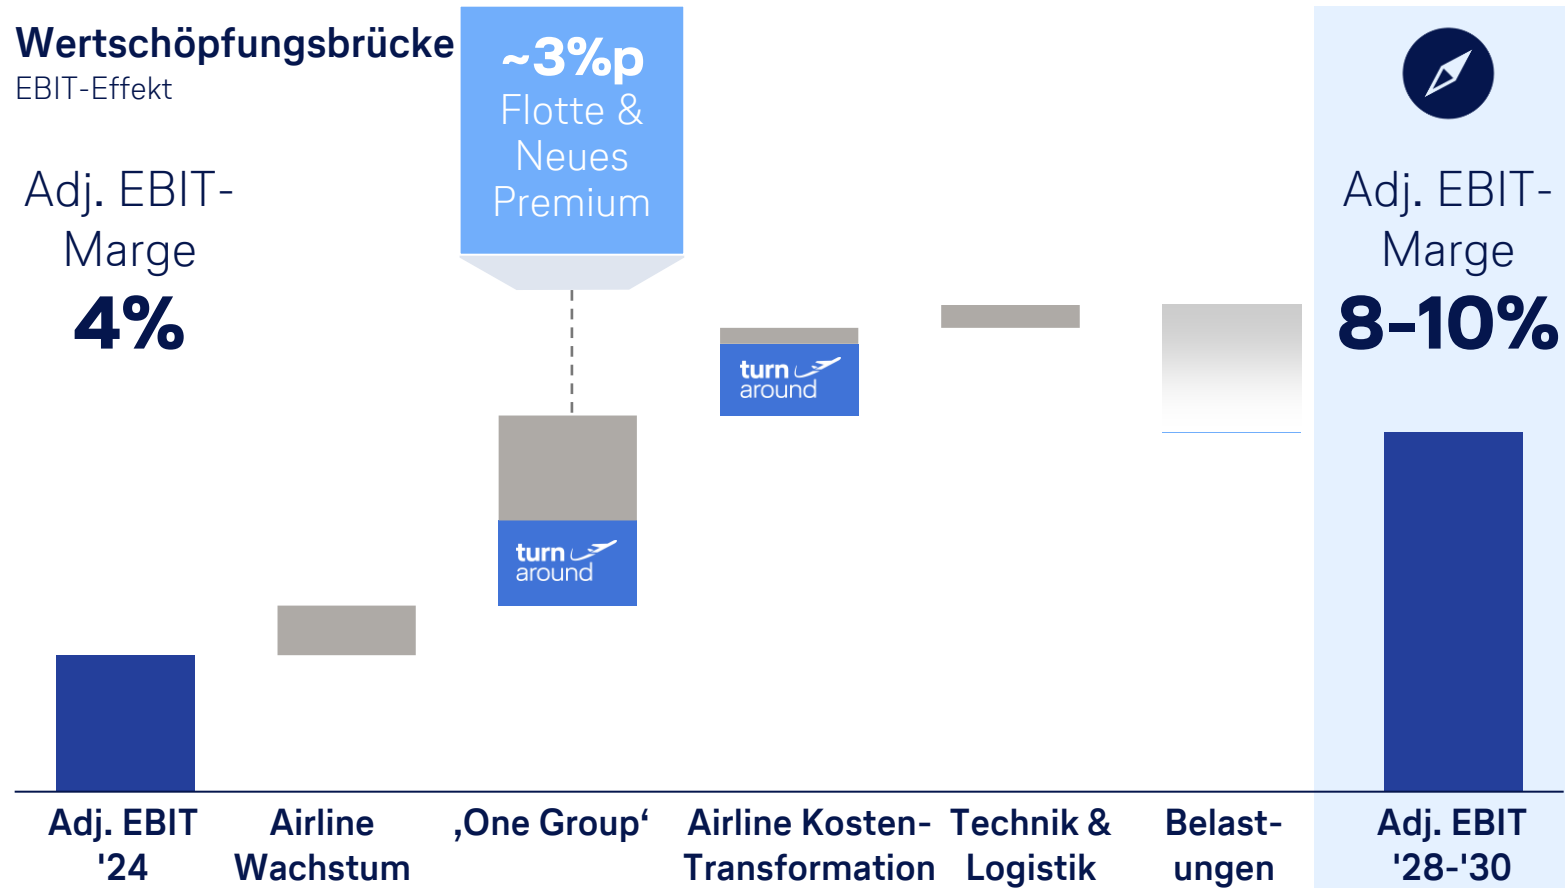 Wertschöpfungsbrücke
EBIT-Effekt
~3%p
Flotte &
Neues
Premium
Adj. EBIT-
Marge
4%
Adj. EBIT-
Marge
8-10%
turn
around
turn
around
Adj. EBIT
'24
Airline
Wachstum
‚One Group‘
Airline Kosten-
Transformation
Technik &
Logistik
Belast-
ungen
Adj. EBIT
'28-'30